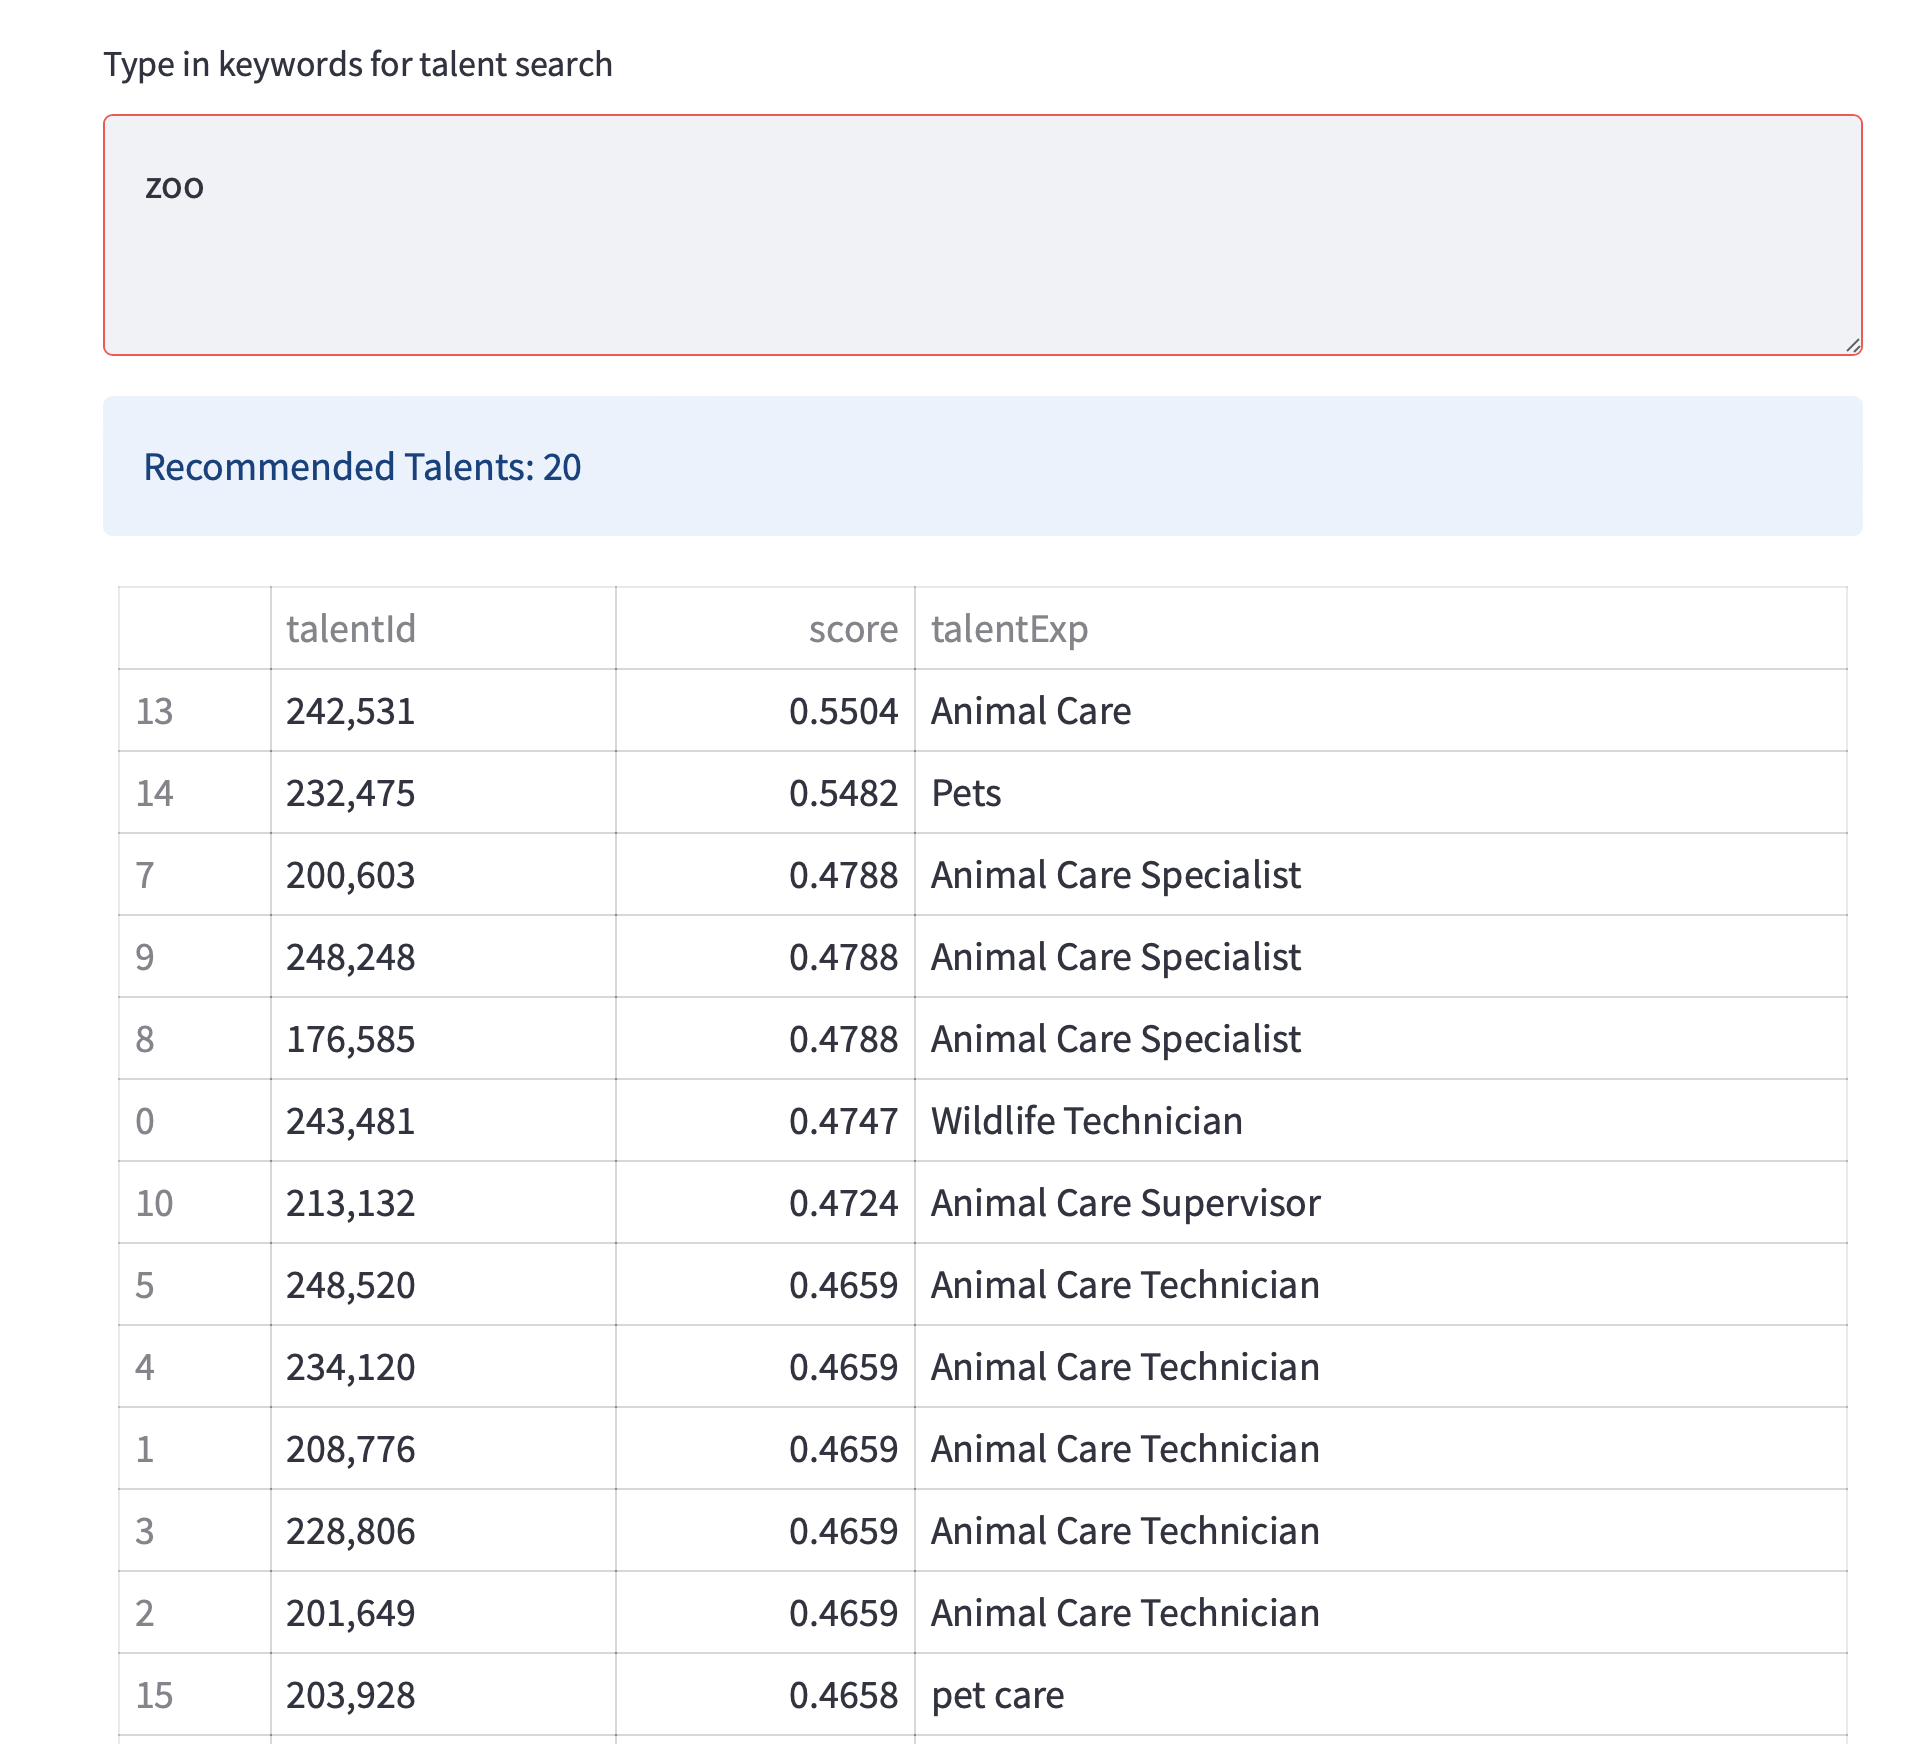 Type in keywords for talent search
zoo
Recommended Talents: 20
talentId score talentExp
13 242,531 0.5504 Animal Care
14 232,475 0.5482 Pets
7 200,603 0.4788 Animal Care Specialist
9 248,248 0.4788 Animal Care Specialist
8 176,585 0.4788 Animal Care Specialist
0 243,481 0.4747 Wildlife Technician
10 213,132 0.4724 Animal Care Supervisor
5 248,520 0.4659 Animal Care Technician
4 234,120 0.4659 Animal Care Technician
1 208,776 0.4659 Animal Care Technician
3 228,806 0.4659 Animal Care Technician
2 201,649 0.4659 Animal Care Technician
15 203,928 0.4658 pet care